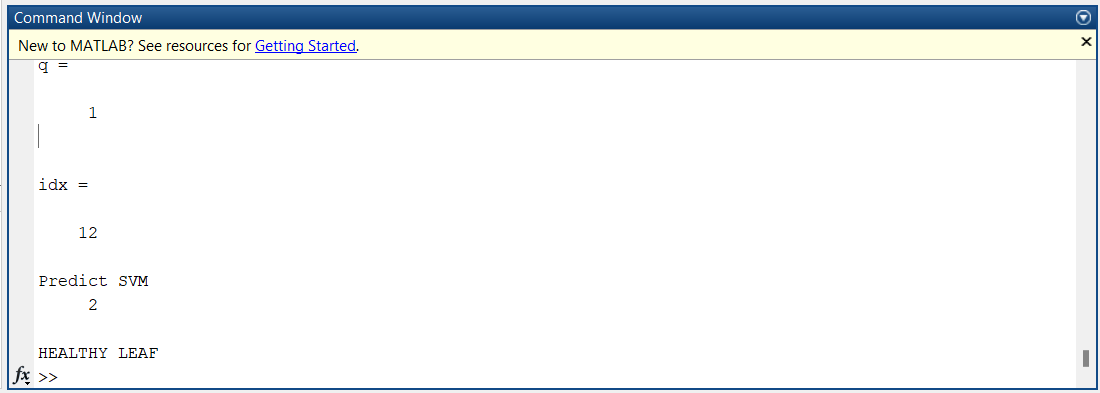 Command Window
New to MATLAB? See resources for Getting Started.
q =
1
idx =
12
Predict SVM
2
HEALTHY LEAF
fx >>